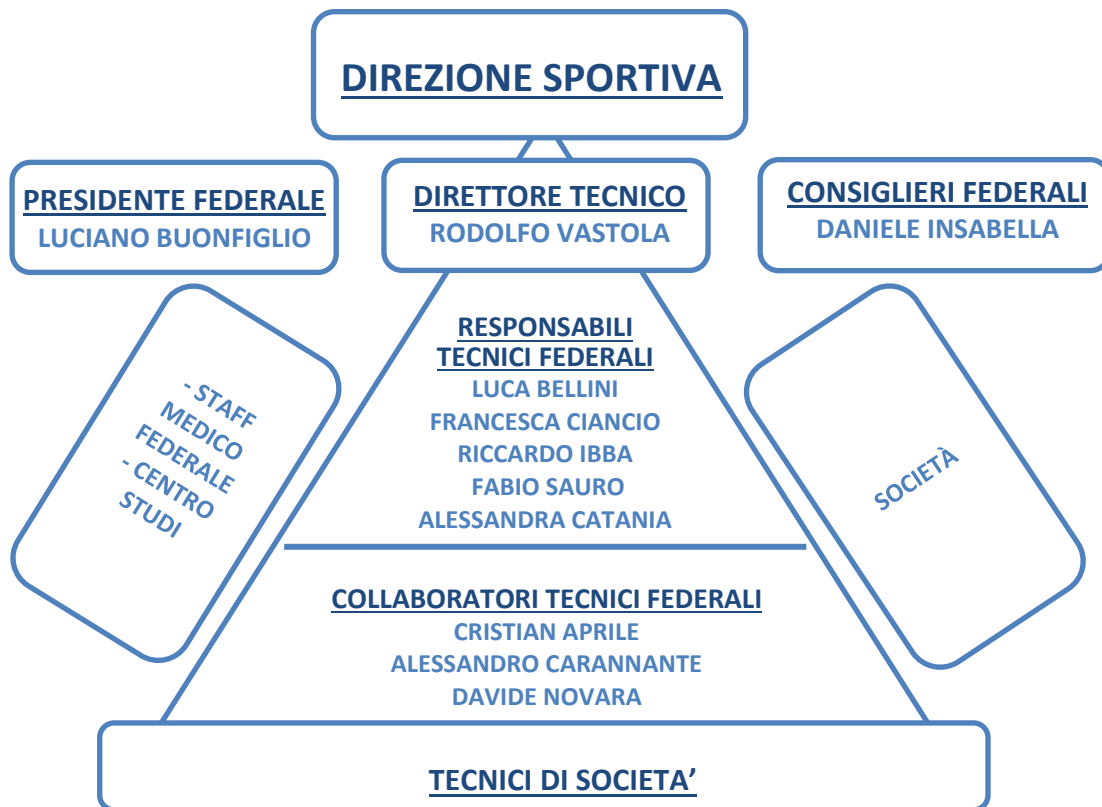 DIREZIONE SPORTIVA
PRESIDENTE FEDERALE
LUCIANO BUONFIGLIO
DIRETTORE TECNICO
RODOLFO VASTOLA
CONSIGLIERI FEDERALI
DANIELE INSABELLA
- STAFF
MEDICO
FEDERALE
- CENTRO
STUDI
RESPONSABILI
TECNICI FEDERALI
LUCA BELLINI
FRANCESCA CIANCIO
RICCARDO IBBA
FABIO SAURO
ALESSANDRA CATANIA
SOCIETÀ
COLLABORATORI TECNICI FEDERALI
CRISTIAN APRILE
ALESSANDRO CARANNANTE
DAVIDE NOVARA
TECNICI DI SOCIETA’